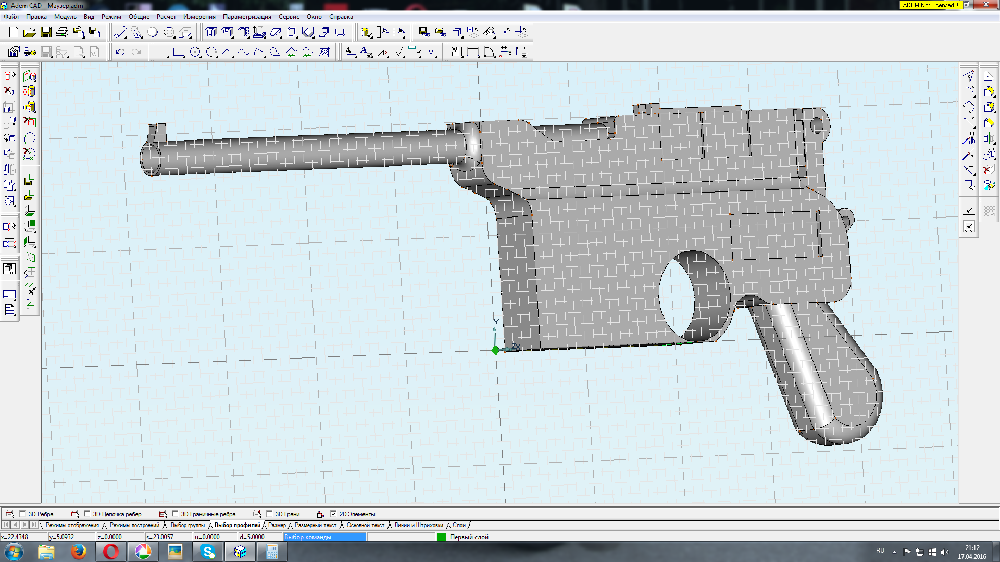 Adem CAD - Маузер.adm
ADEM Not Licensed !!!
Файл Правка Модуль Вид Режим Общие Расчет Измерения Параметризация Сервис Окно Справка
Y
ZX
3D Ребра 3D Цепочка ребер 3D Граничные ребра 3D Грани 2D Элементы
Режимы отображения Режимы построений Выбор группы Выбор профилей Размер Размерный текст Основной текст Линии и Штриховки Слои
x=22.4348 y=5.0932 z=0.0000 s=23.0057 u=0.0000 d=5.0000 Выбор команды Первый слой
RU
21:12
17.04.2016